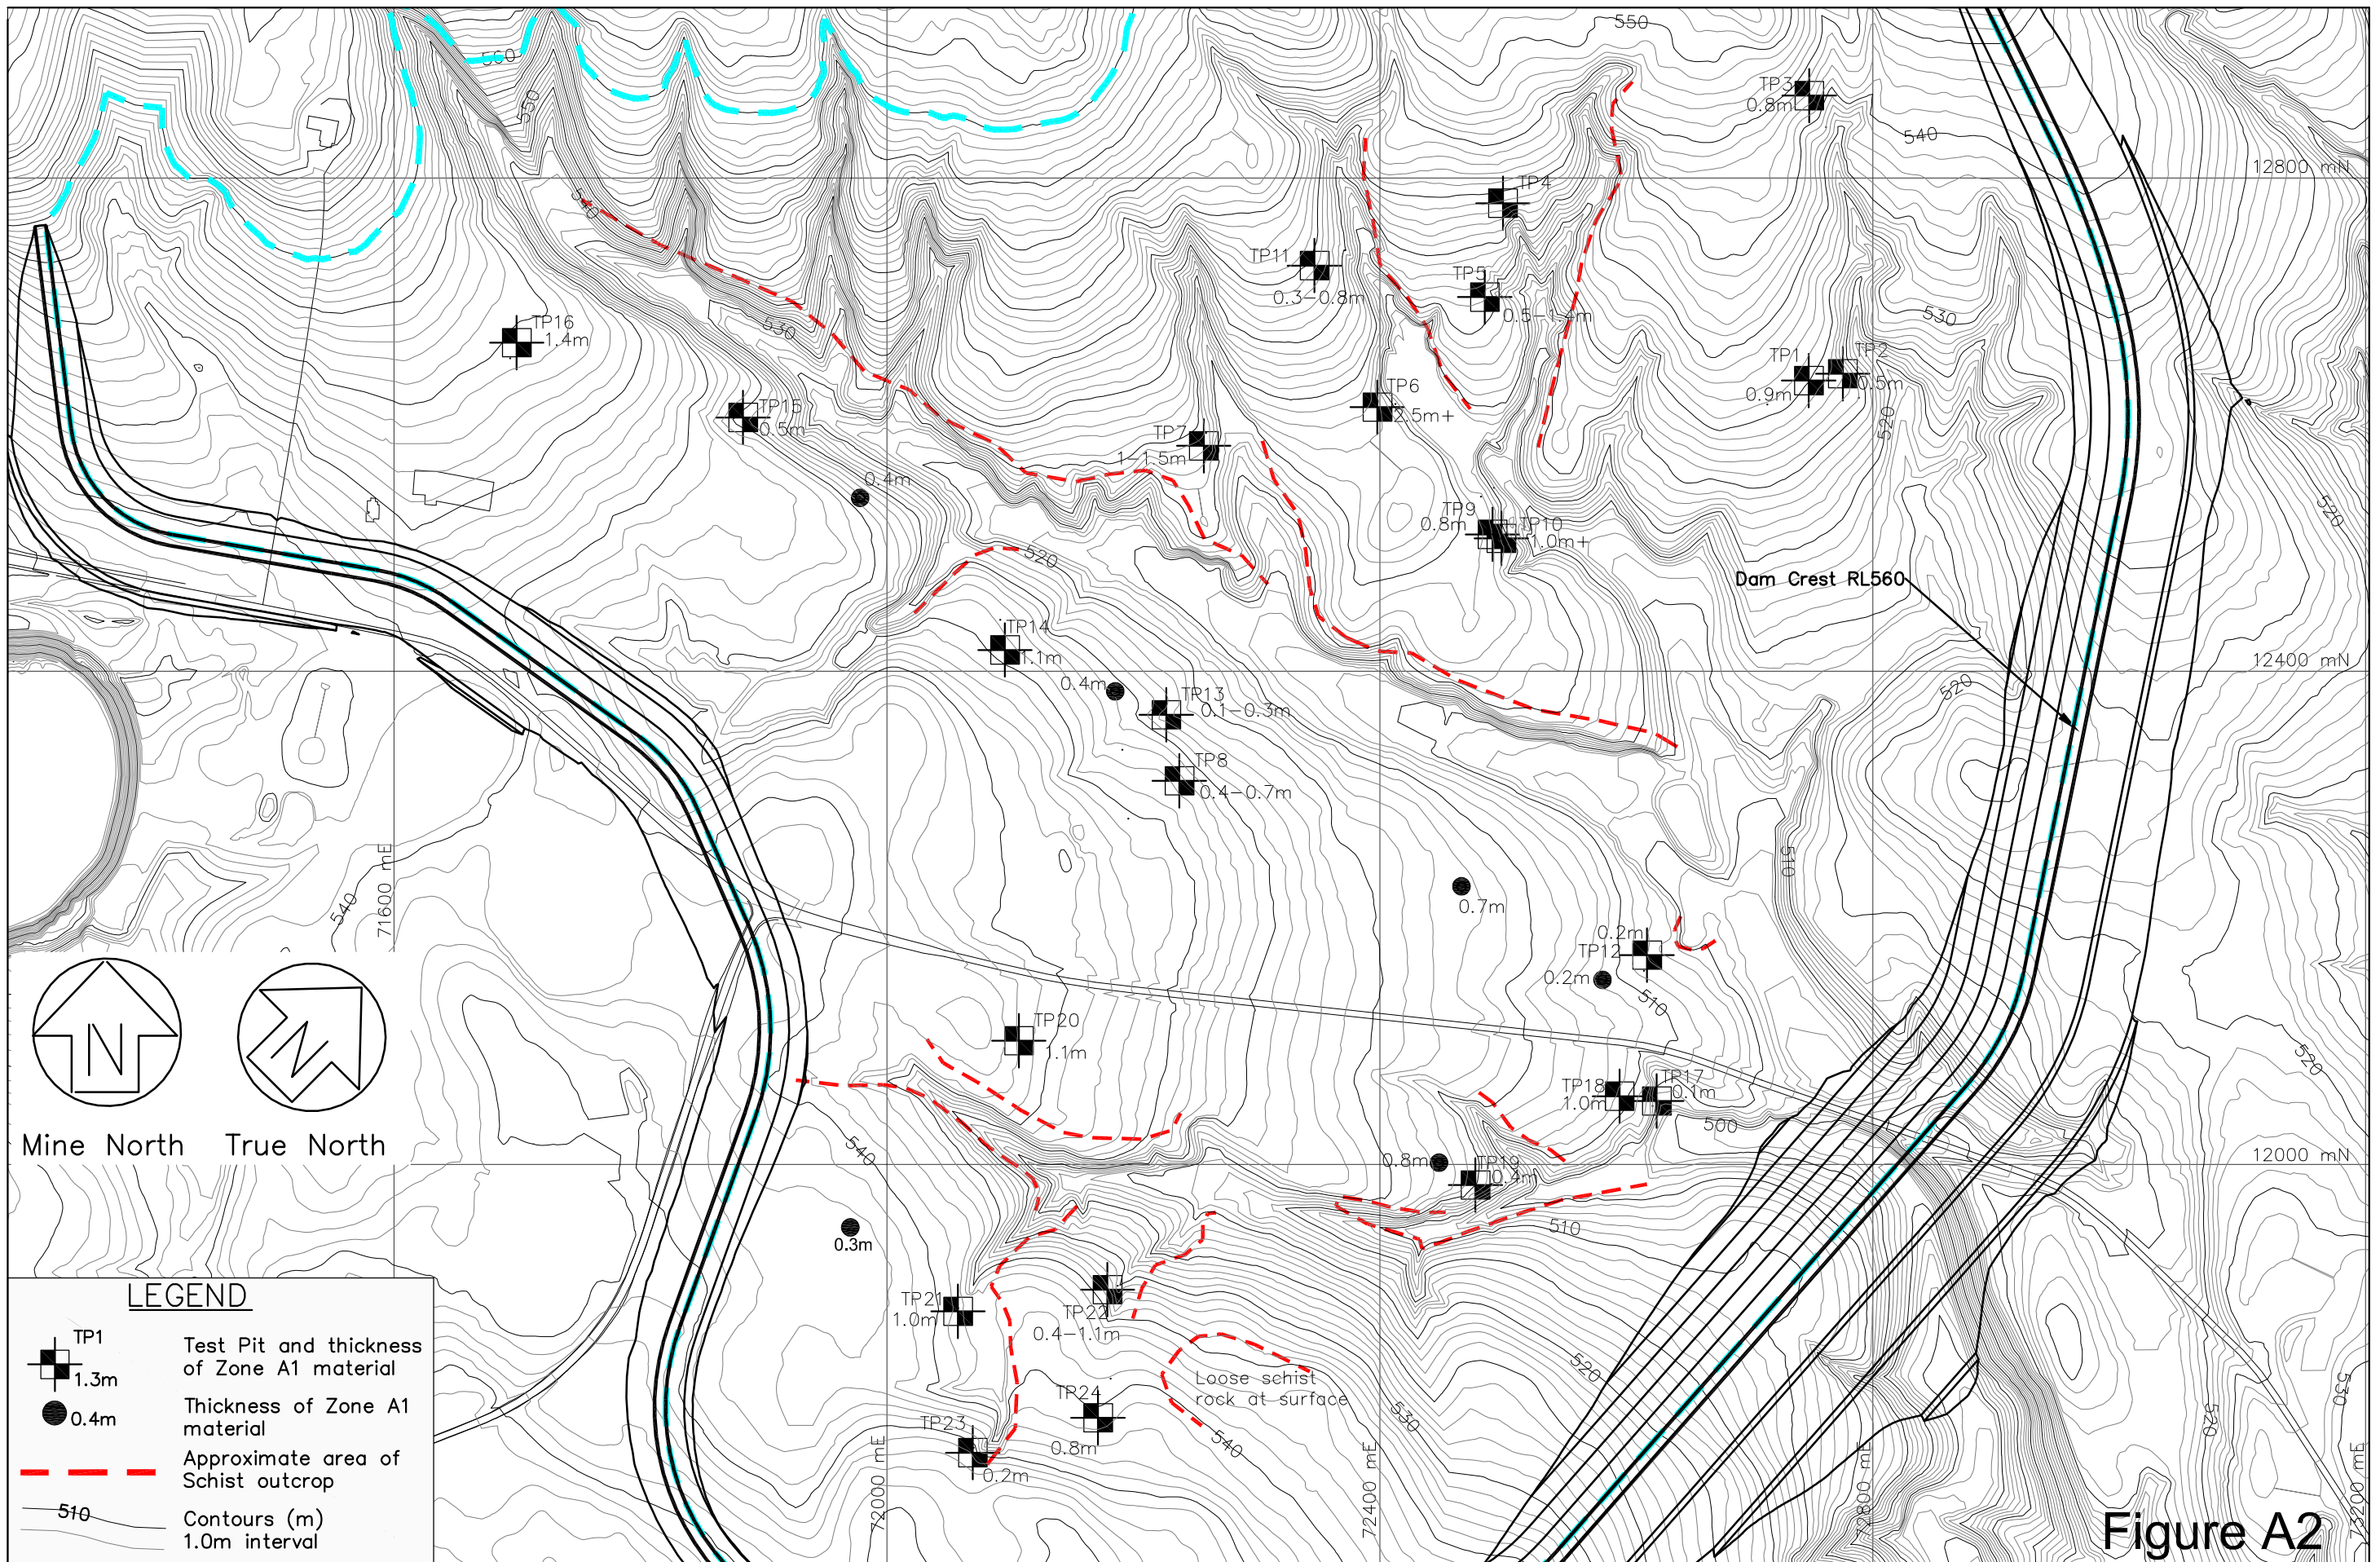 550
560
TP3
0.8m
550
540
12800 mN
TP4
540
TP11
TP5
0.3-0.8m
0.5-1.4m
530
530
TP16
1.4m
TP1
TP2
0.9m
0.5m
TP6
2.5m+
TP15
0.5m
520
TP7
1-1.5m
0.4m
520
TP9
0.8m
TP10
1.0m+
520
Dam Crest RL560
TP14
1.1m
12400 mN
0.4m
TP13
0.1-0.3m
520
TP8
0.4-0.7m
510
71600 mE
540
0.7m
0.2m
TP12
0.2m
510
TP20
1.1m
520
TP18
1.0m
TP17
0.1m
500
N
N
Mine North
True North
540
12000 mN
0.8m
TP19
0.4m
0.3m
510
TP21
1.0m
TP22
0.4-1.1m
520
Loose schist
rock at surface
530
520
530
TP24
0.8m
TP23
0.2m
540
72000 mE
72400 mE
72800 mE
73200 mE
LEGEND
TP1
1.3m
Test Pit and thickness
of Zone A1 material
0.4m
Thickness of Zone A1
material
Approximate area of
Schist outcrop
510
Contours (m)
1.0m interval
Figure A2